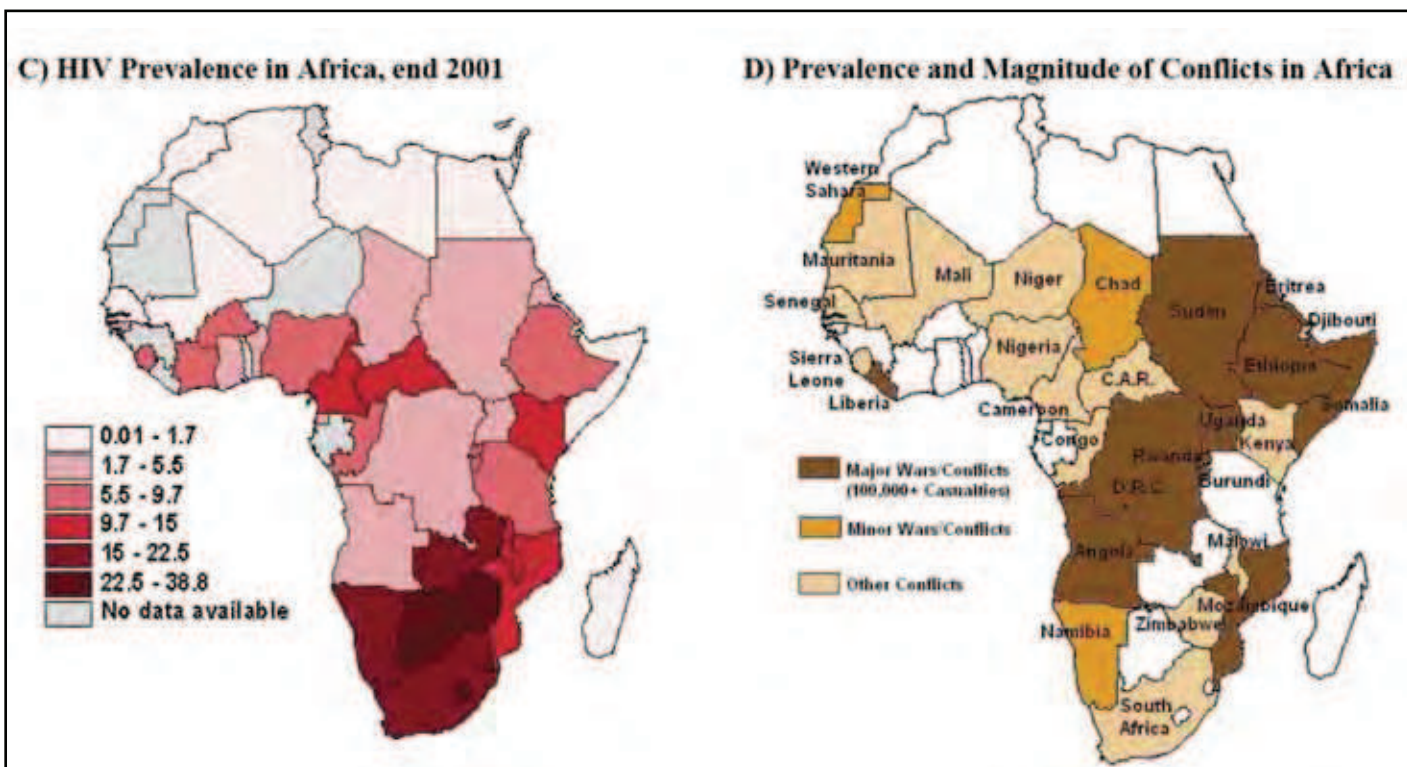 C) HIV Prevalence in Africa, end 2001
0.01 - 1.7
1.7 - 5.5
5.5 - 9.7
9.7 - 15
15 - 22.5
22.5 - 38.8
No data available
D) Prevalence and Magnitude of Conflicts in Africa
Western
Sahara
Mauritania
Mali
Niger
Chad
Sudan
Eritrea
Djibouti
Senegal
Nigeria
Ethiopia
Sierra
Leone
C.A.R.
Liberia
Cameroon
Uganda
Somalia
Congo
Kenya
Rwanda
Burundi
D.R.C.
Angola
Malowi
Mozambique
Namibia
Zimbabwe
South
Africa
Major Wars/Conflicts
(100,000+ Casualties)
Minor Wars/Conflicts
Other Conflicts